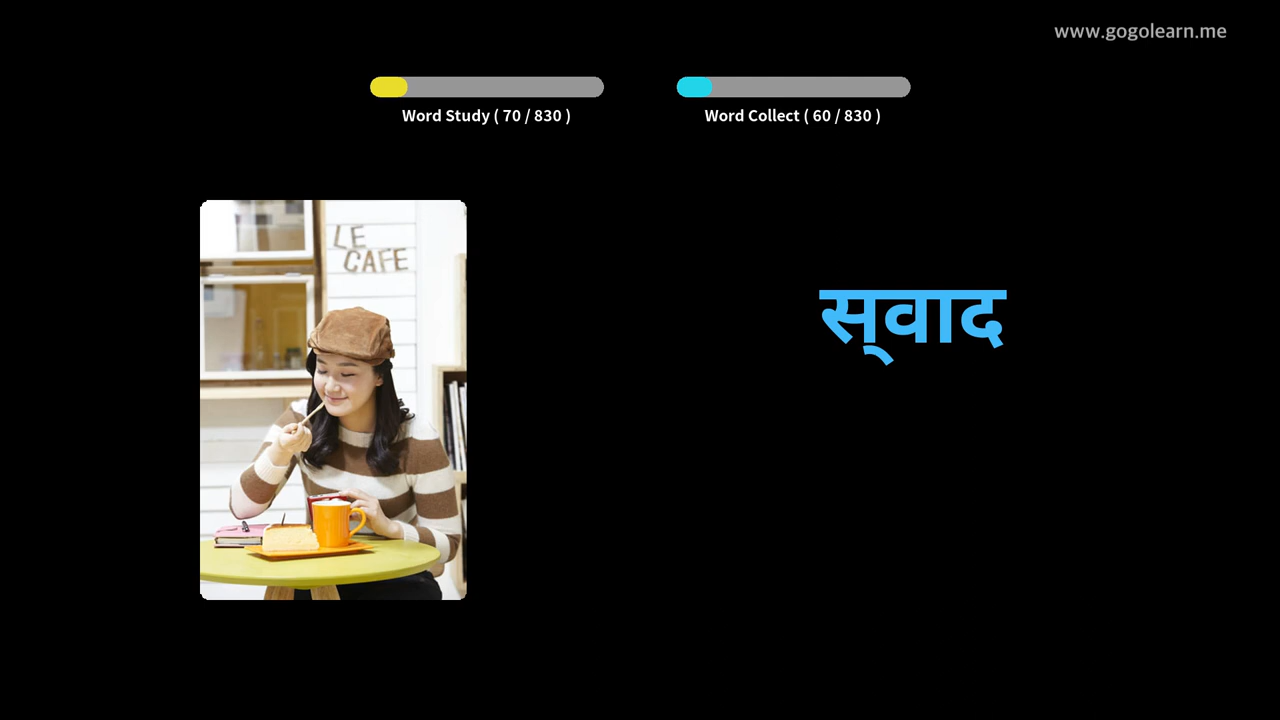 www.gogolearn.me
Word Study ( 70 / 830 )
Word Collect ( 60 / 830 )
LE
CAFE
स्‌वाद